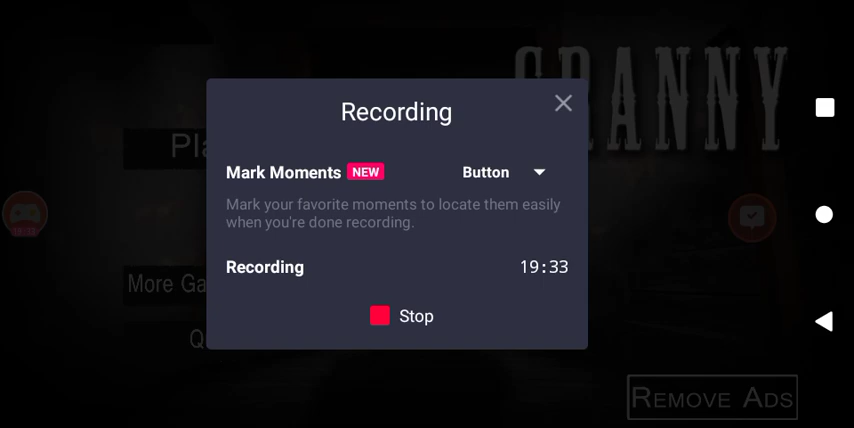 GRANNY
Recording
Pla
Mark Moments NEW
Button
Mark your favorite moments to locate them easily
when you're done recording.
Recording
19:33
More Ga
Stop
Q
REMOVE ADS